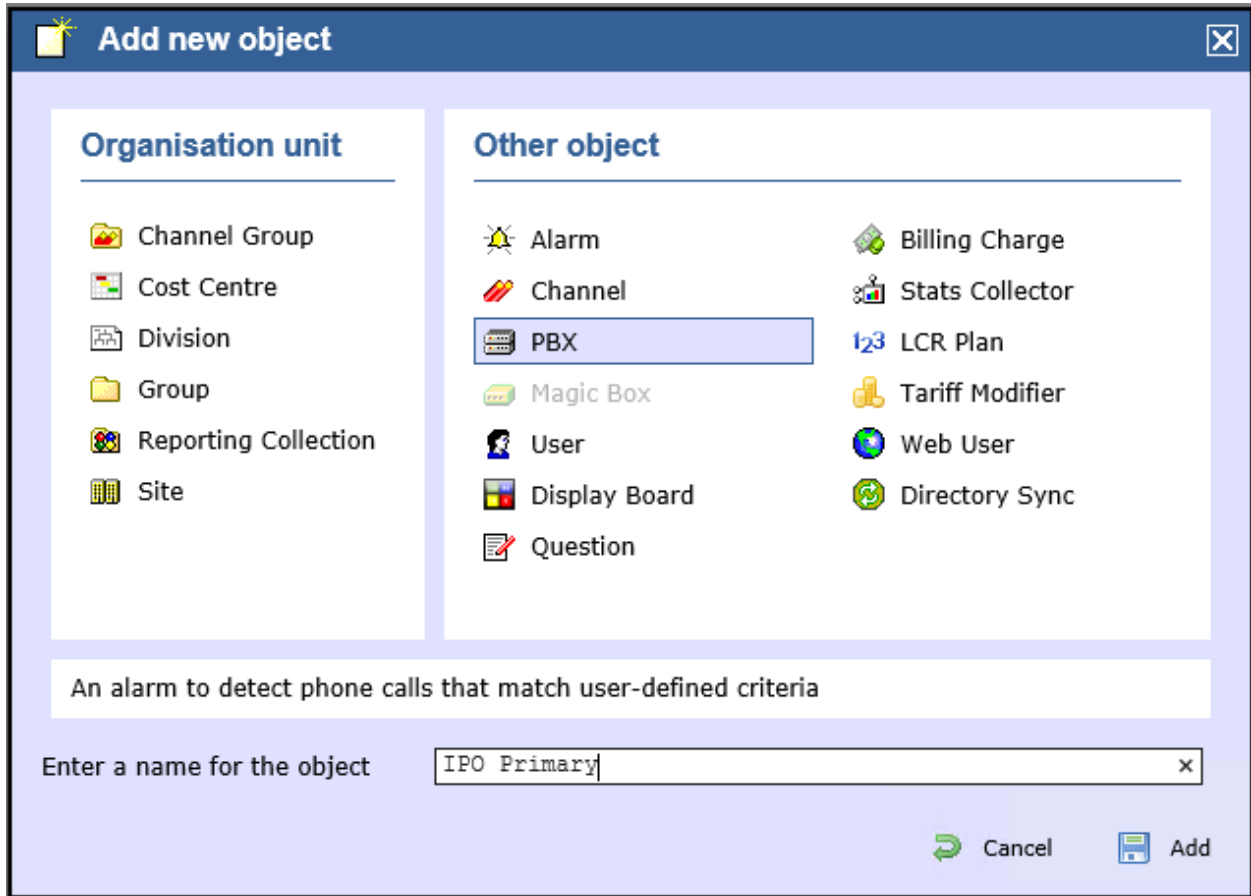 Add new object
Organisation unit
Channel Group
Cost Centre
Division
Group
Reporting Collection
Site
Other object
Alarm
Channel
PBX
Magic Box
User
Display Board
Question
Billing Charge
Stats Collector
123 LCR Plan
Tariff Modifier
Web User
Directory Sync
An alarm to detect phone calls that match user-defined criteria
Enter a name for the object IPO Primary
Cancel Add